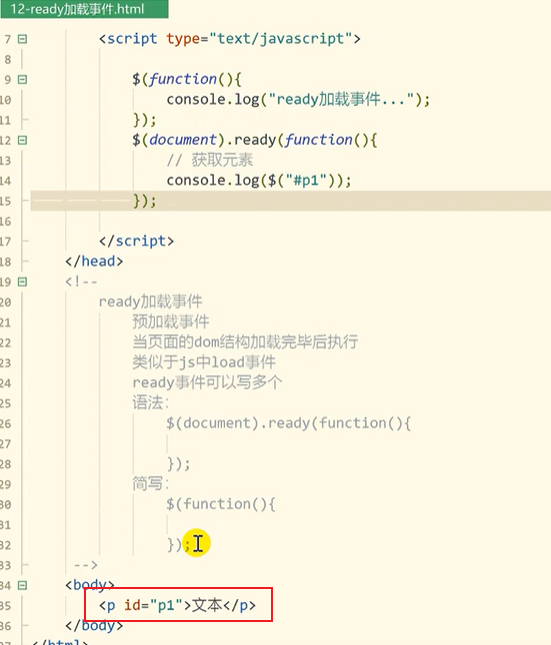 12-ready加载事件.html
7 <script type="text/javascript">
8
9 $(function(){
10 console.log("ready加载事件...");
11 });
12 $(document).ready(function(){
13 // 获取元素
14 console.log($("#p1"));
15 });
16
17 </script>
18 </head>
19 <!--
20 ready加载事件
21 预加载事件
22 当页面的dom结构加载完毕后执行
23 类似于js中load事件
24 ready事件可以写多个
25 语法:
26 $(document).ready(function(){
27
28 });
29 简写:
30 $(function(){
31
32 });
33 -->
34 <body>
35 <p id="p1">文本</p>
36 </body>
37 </html>